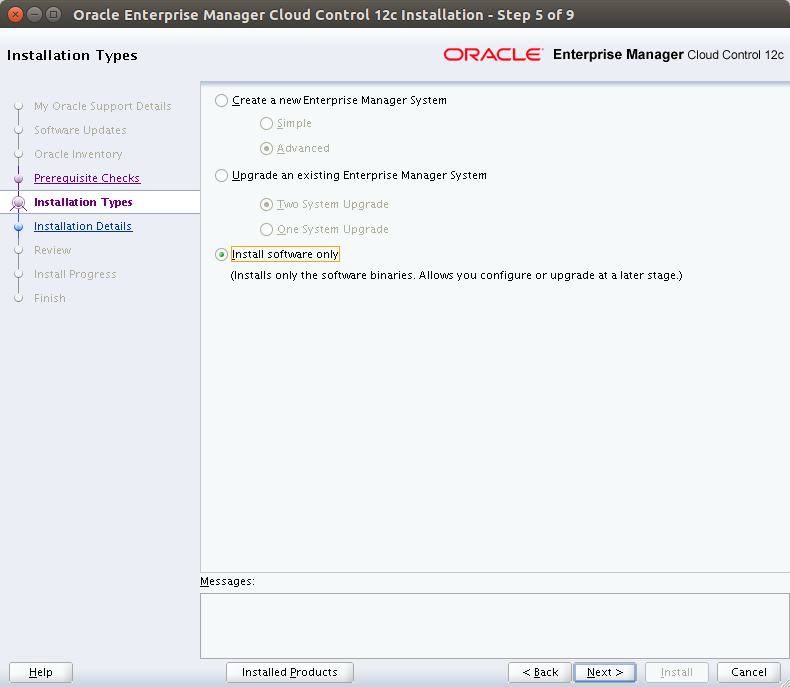 Oracle Enterprise Manager Cloud Control 12c Installation - Step 5 of 9
Installation Types
ORACLE Enterprise Manager Cloud Control 12c
My Oracle Support Details
Software Updates
Oracle Inventory
Prerequisite Checks
Installation Types
Installation Details
Review
Install Progress
Finish
Create a new Enterprise Manager System
Simple
Advanced
Upgrade an existing Enterprise Manager System
Two System Upgrade
One System Upgrade
Install software only
(Installs only the software binaries. Allows you configure or upgrade at a later stage.)
Messages:
Help
Installed Products
< Back
Next >
Install
Cancel